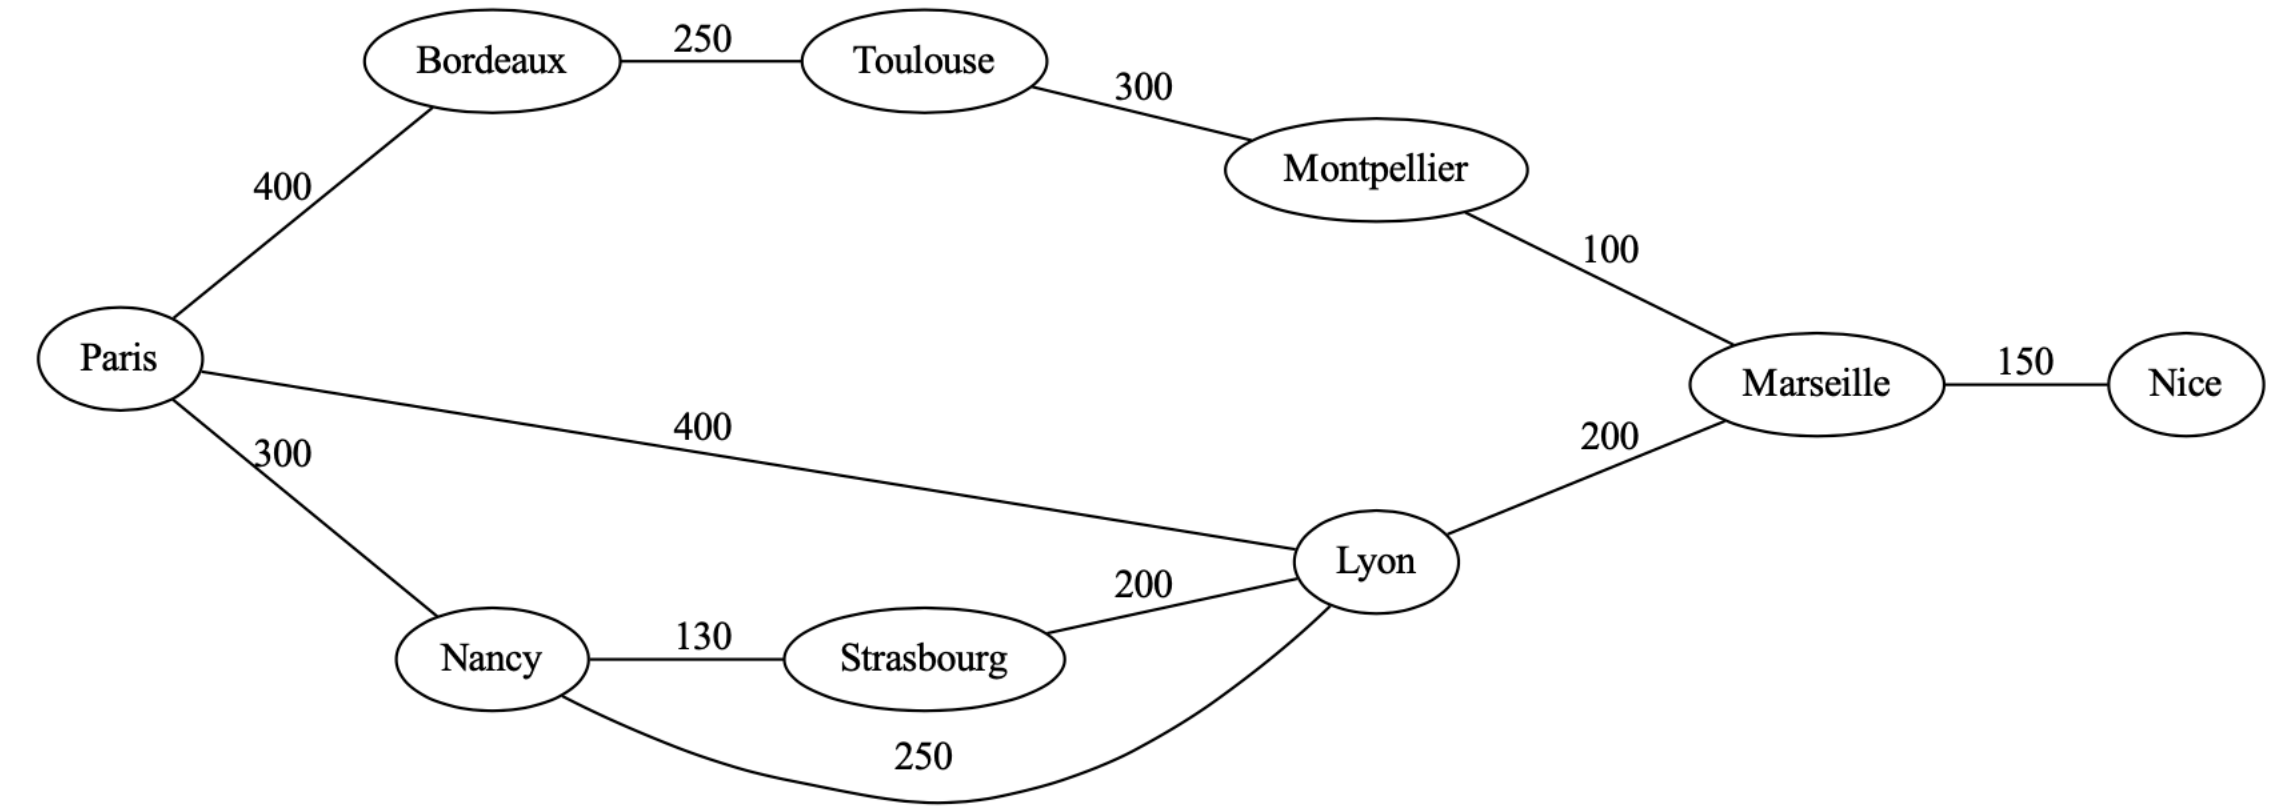 Bordeaux
250
Toulouse
300
Montpellier
400
100
Paris
400
300
Marseille
150
Nice
200
Lyon
200
Nancy
130
Strasbourg
250